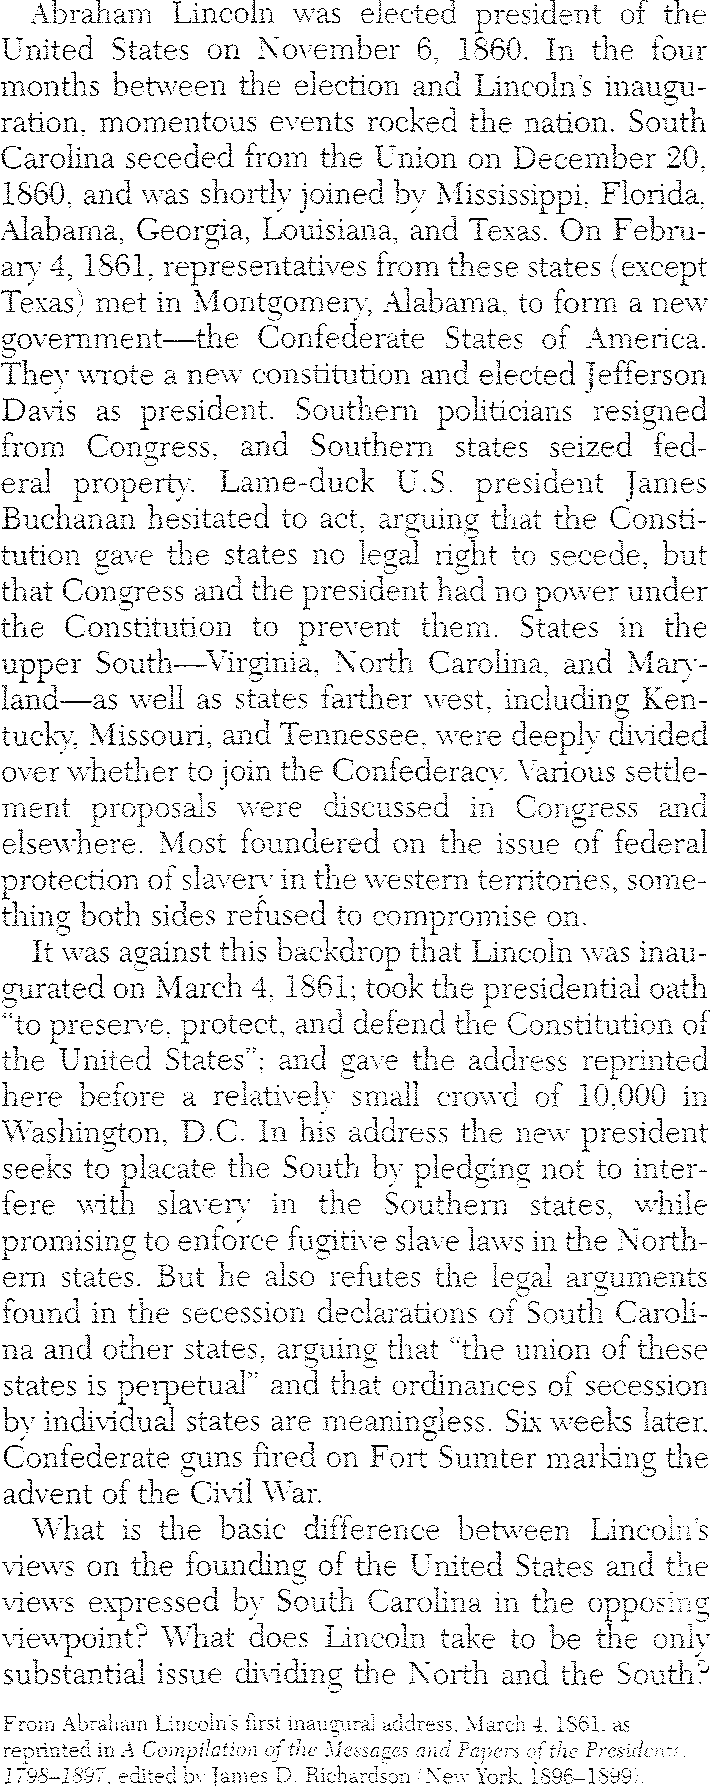 Abraham Lincoln was elected president of the
United States on November 6, 1860. In the four
months between the election and Lincoln's inaugu-
ration, momentous events rocked the nation. South
Carolina seceded from the Union on December 20,
1860, and was shortly joined by Mississippi, Florida,
Alabama, Georgia, Louisiana, and Texas. On Febru-
ary 4, 1861, representatives from these states (except
Texas) met in Montgomery, Alabama, to form a new
government—the Confederate States of America.
They wrote a new constitution and elected Jefferson
Davis as president. Southern politicians resigned
from Congress, and Southern states seized fed-
eral property. Lame-duck U.S. president James
Buchanan hesitated to act, arguing that the Consti-
tution gave the states no legal right to secede, but
that Congress and the president had no power under
the Constitution to prevent them. States in the
upper South—Virginia, North Carolina, and Mary-
land—as well as states farther west, including Ken-
tucky, Missouri, and Tennessee, were deeply divided
over whether to join the Confederacy. Various settle-
ment proposals were discussed in Congress and
elsewhere. Most foundered on the issue of federal
protection of slavery in the western territories, some-
thing both sides refused to compromise on.
It was against this backdrop that Lincoln was inau-
gurated on March 4, 1861; took the presidential oath
"to preserve, protect, and defend the Constitution of
the United States"; and gave the address reprinted
here before a relatively small crowd of 10,000 in
Washington, D.C. In his address the new president
seeks to placate the South by pledging not to inter-
fere with slavery in the Southern states, while
promising to enforce fugitive slave laws in the North-
ern states. But he also refutes the legal arguments
found in the secession declarations of South Caroli-
na and other states, arguing that "the union of these
states is perpetual" and that ordinances of secession
by individual states are meaningless. Six weeks later,
Confederate guns fired on Fort Sumter marking the
advent of the Civil War.
What is the basic difference between Lincoln's
views on the founding of the United States and the
views expressed by South Carolina in the opposing
viewpoint? What does Lincoln take to be the only
substantial issue dividing the North and the South?
From Abraham Lincoln's first inaugural address, March 4, 1861, as
reprinted in A Compilation of the Messages and Papers of the Presidents,
1798–1897, edited by James D. Richardson (New York, 1896–1899).